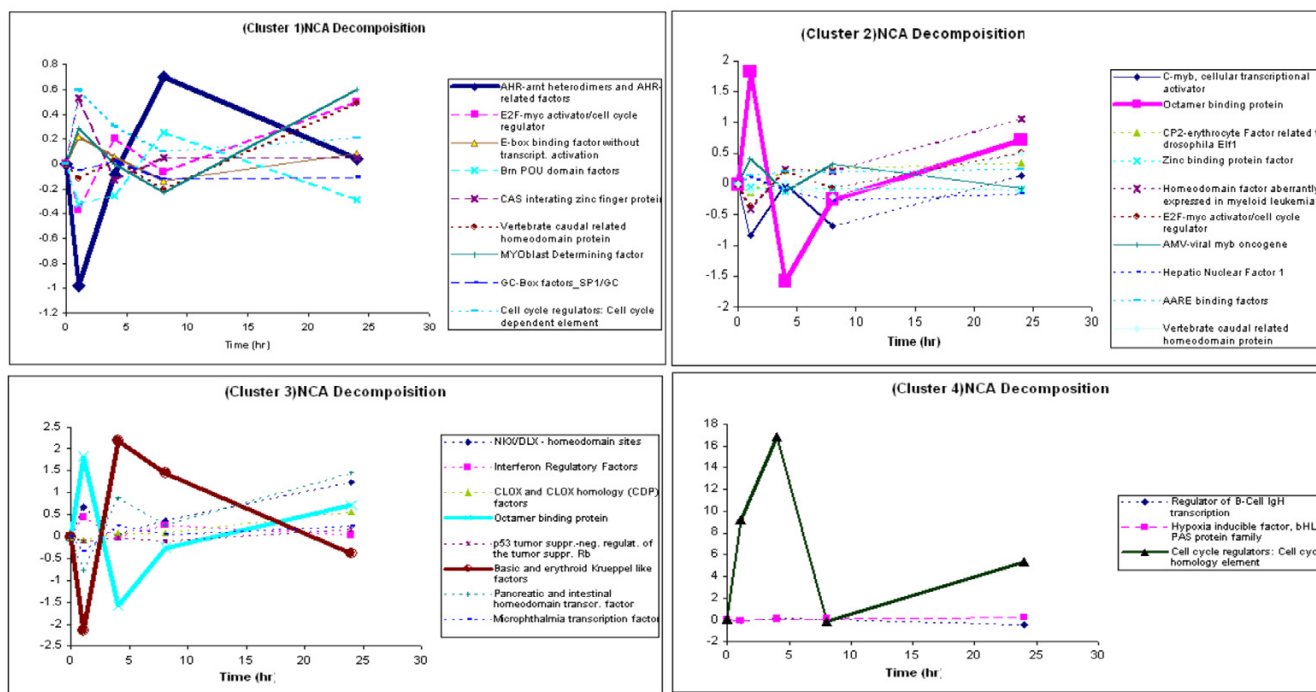 (Cluster 1)NCA Decompoisition
0.8
0.6
0.4
0.2
0
-0.2
-0.4
-0.6
-0.8
-1
-1.2
0 5 10 15 20 25 30
Time (hr)
AHR-arnt heterodimers and AHR-
related factors
E2F-myc activator/cell cycle
regulator
E-box binding factor without
transcript. activation
Brn POU domain factors
CAS interating zinc finger protein
Vertebrate caudal related
homeodomain protein
MYOblast Determining factor
GC-Box factors_SP1/GC
Cell cycle regulators: Cell cycle
dependent element
(Cluster 2)NCA Decompoisition
2
1.5
1
0.5
0
-0.5
-1
-1.5
-2
0 5 10 15 20 25 30
Time (hr)
C-myb, cellular transcriptional
activator
Octamer binding protein
CP2-erythrocyte Factor related
drosophila Elf1
Zinc binding protein factor
Homeodomain factor aberrantly
expressed in myeloid leukemia
E2F-myc activator/cell cycle
regulator
AMV-viral myb oncogene
Hepatic Nuclear Factor 1
AARE binding factors
Vertebrate caudal related
homeodomain protein
(Cluster 3)NCA Decompoisition
2.5
2
1.5
1
0.5
0
-0.5
-1
-1.5
-2
-2.5
0 5 10 15 20 25 30
Time (hr)
NKX/DLX - homeodomain sites
Interferon Regulatory Factors
CLOX and CLOX homology (CDP)
factors
Octamer binding protein
p53 tumor suppr.-neg. regulat. of
the tumor suppr. Rb
Basic and erythroid Krueppel like
factors
Pancreatic and intestinal
homeodomain transcr. factor
Microphthalmia transcription factor
(Cluster 4)NCA Decomposition
18
16
14
12
10
8
6
4
2
0
-2
0 5 10 15 20 25 30
Time (hr)
Regulator of B-Cell IgH
transcription
Hypoxia inducible factor, bHL
PAS protein family
Cell cycle regulators: Cell cyc
homology element